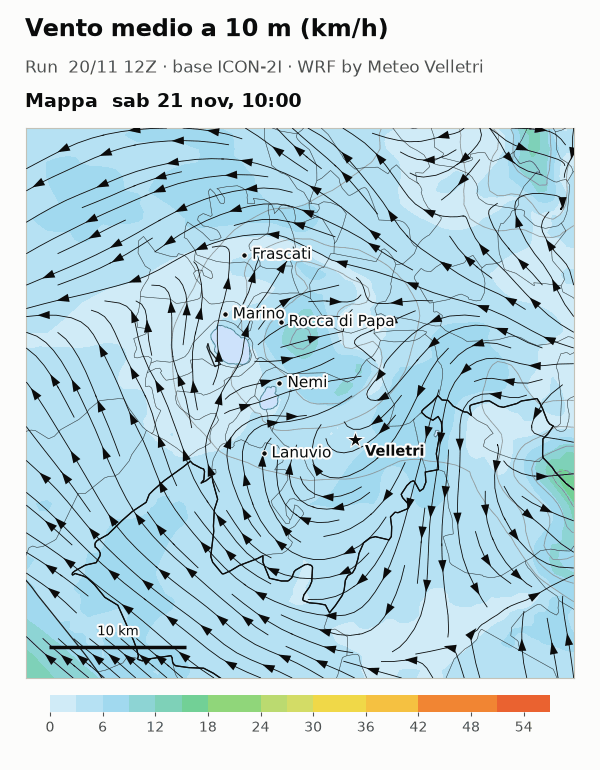 Vento medio a 10 m (km/h)
Run  20/11 12Z · base ICON-2I · WRF by Meteo Velletri
Mappa  sab 21 nov, 10:00
Frascati
Marino
Rocca di Papa
Nemi
Velletri
Lanuvio
10 km
0 6 12 18 24 30 36 42 48 54